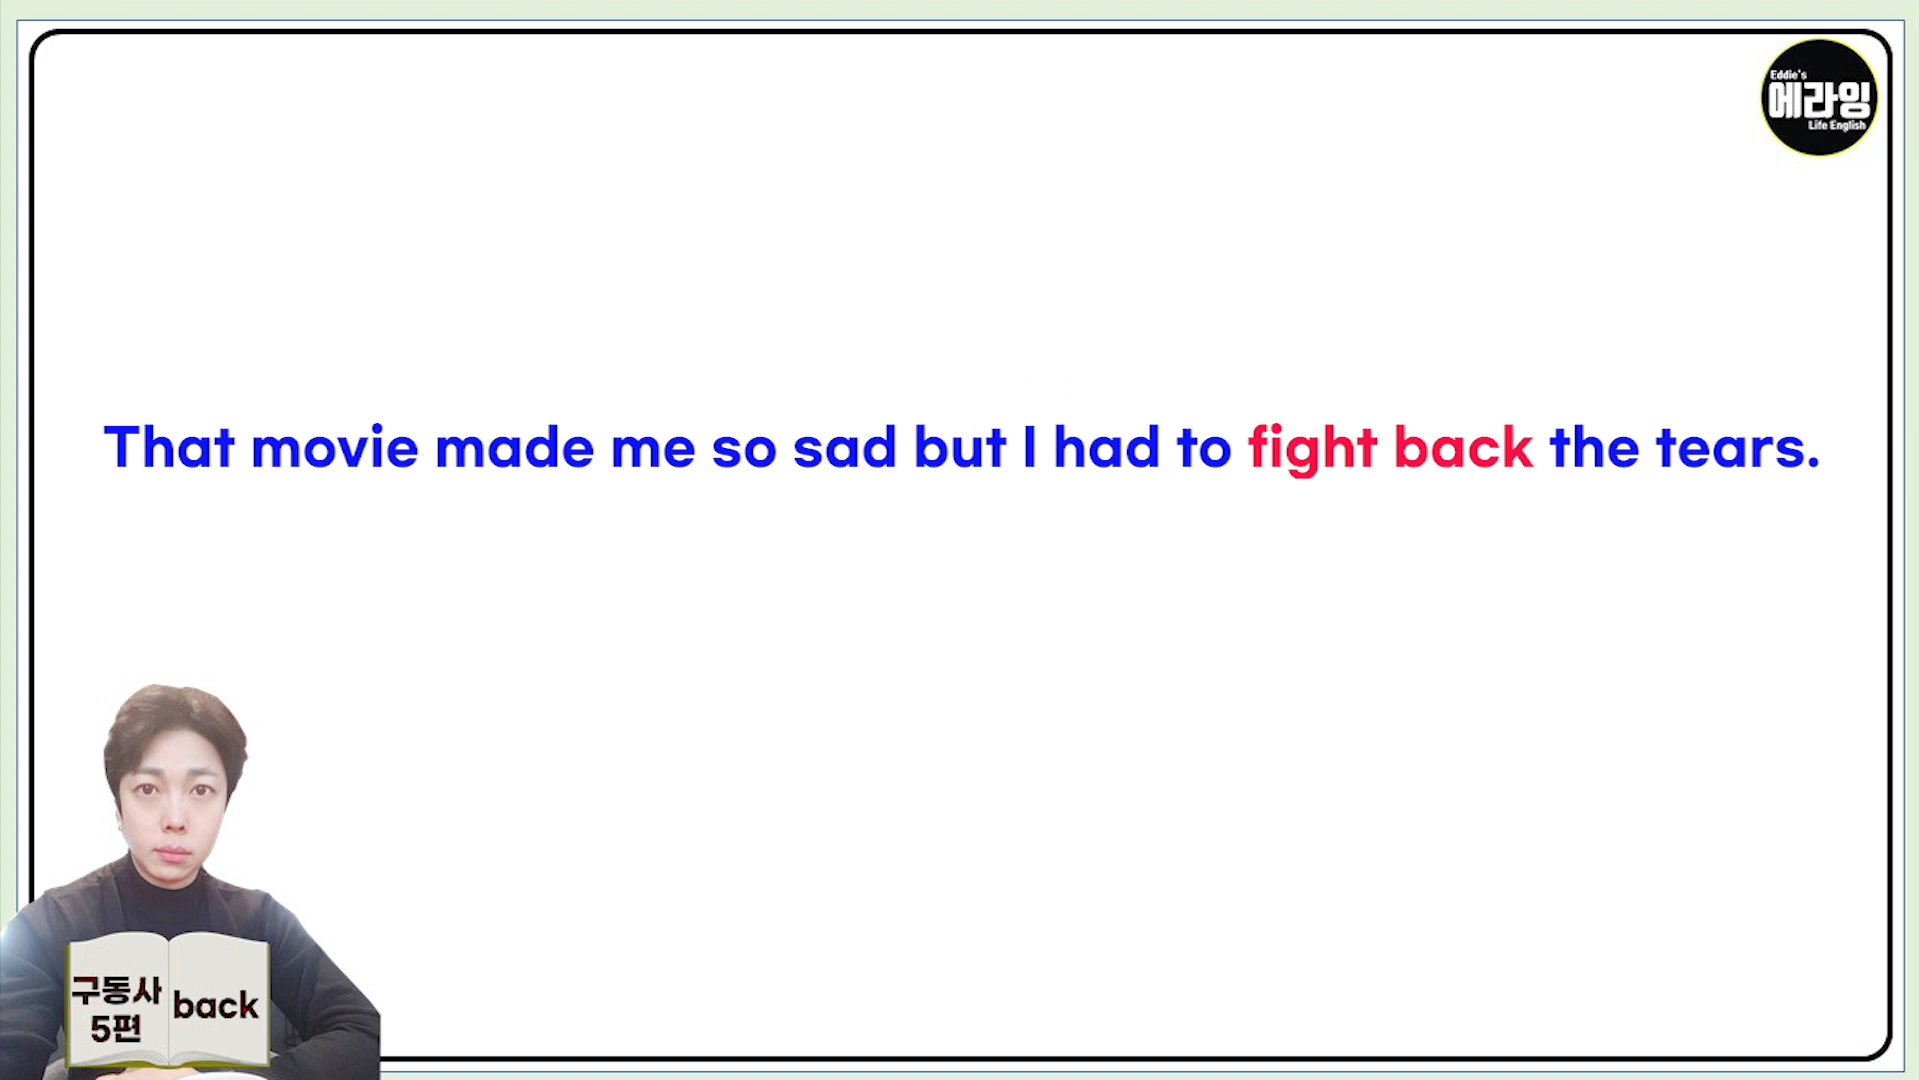 Eddie's
에라잉
Life English
That movie made me so sad but I had to fight back the tears.
구동사
5편
back